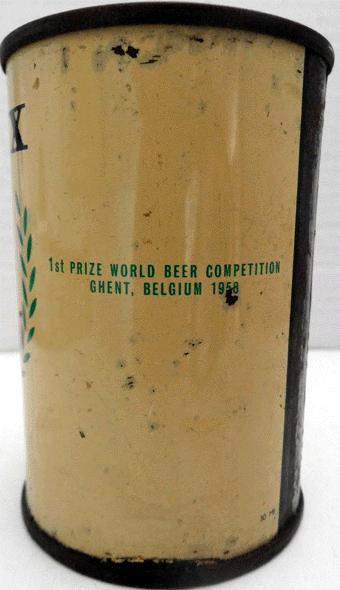 X
1st PRIZE WORLD BEER COMPETITION
GHENT, BELGIUM 1958